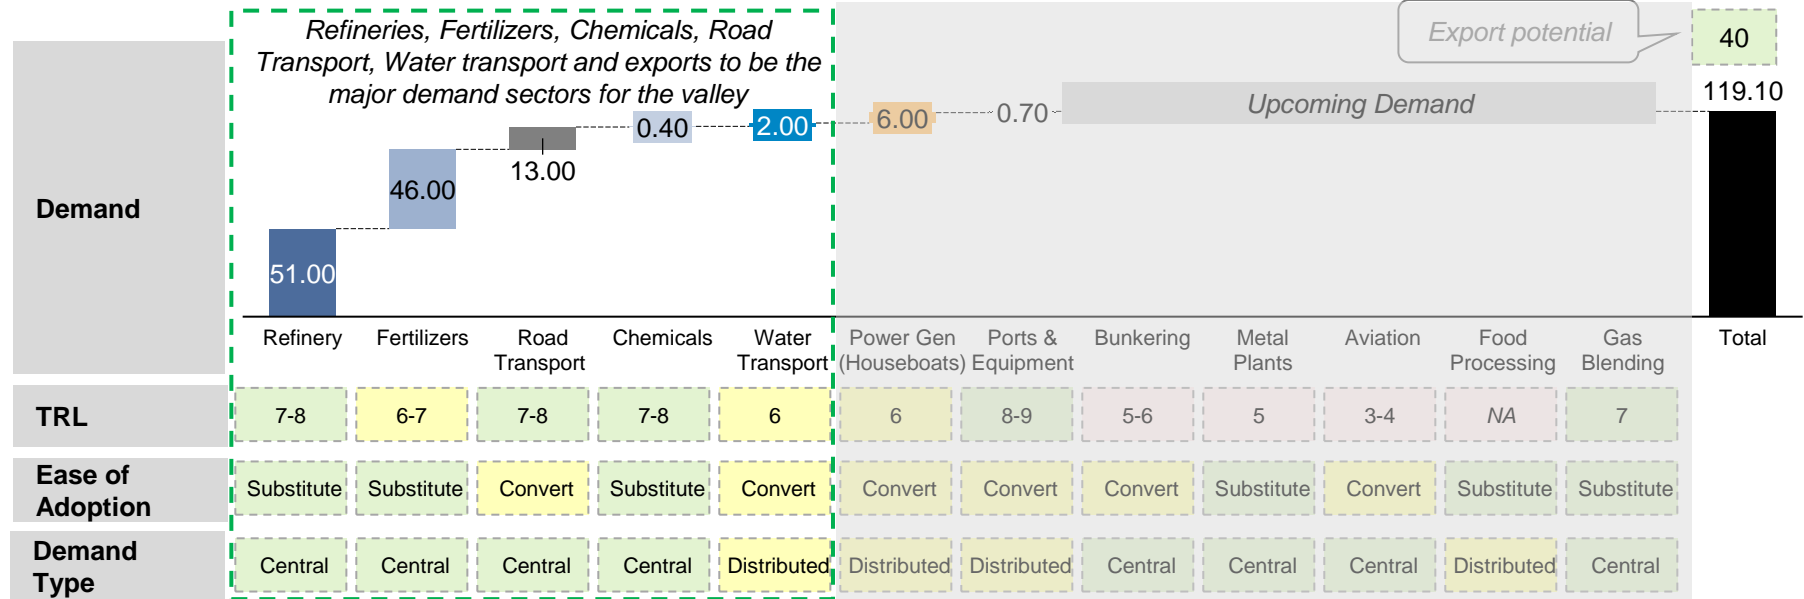 Refineries, Fertilizers, Chemicals, Road
Transport, Water transport and exports to be the
major demand sectors for the valley
Export potential
40
119.10
Upcoming Demand
Demand
51.00
46.00
13.00
0.40
2.00
6.00
0.70
Refinery
Fertilizers
Road
Transport
Chemicals
Water
Transport
Power Gen
(Houseboats)
Ports &
Equipment
Bunkering
Metal
Plants
Aviation
Food
Processing
Gas
Blending
Total
TRL
7-8
6-7
7-8
7-8
6
6
8-9
5-6
5
3-4
NA
7
Ease of
Adoption
Substitute
Substitute
Convert
Substitute
Convert
Convert
Convert
Convert
Substitute
Convert
Substitute
Substitute
Demand
Type
Central
Central
Central
Central
Distributed
Distributed
Distributed
Central
Central
Central
Distributed
Central